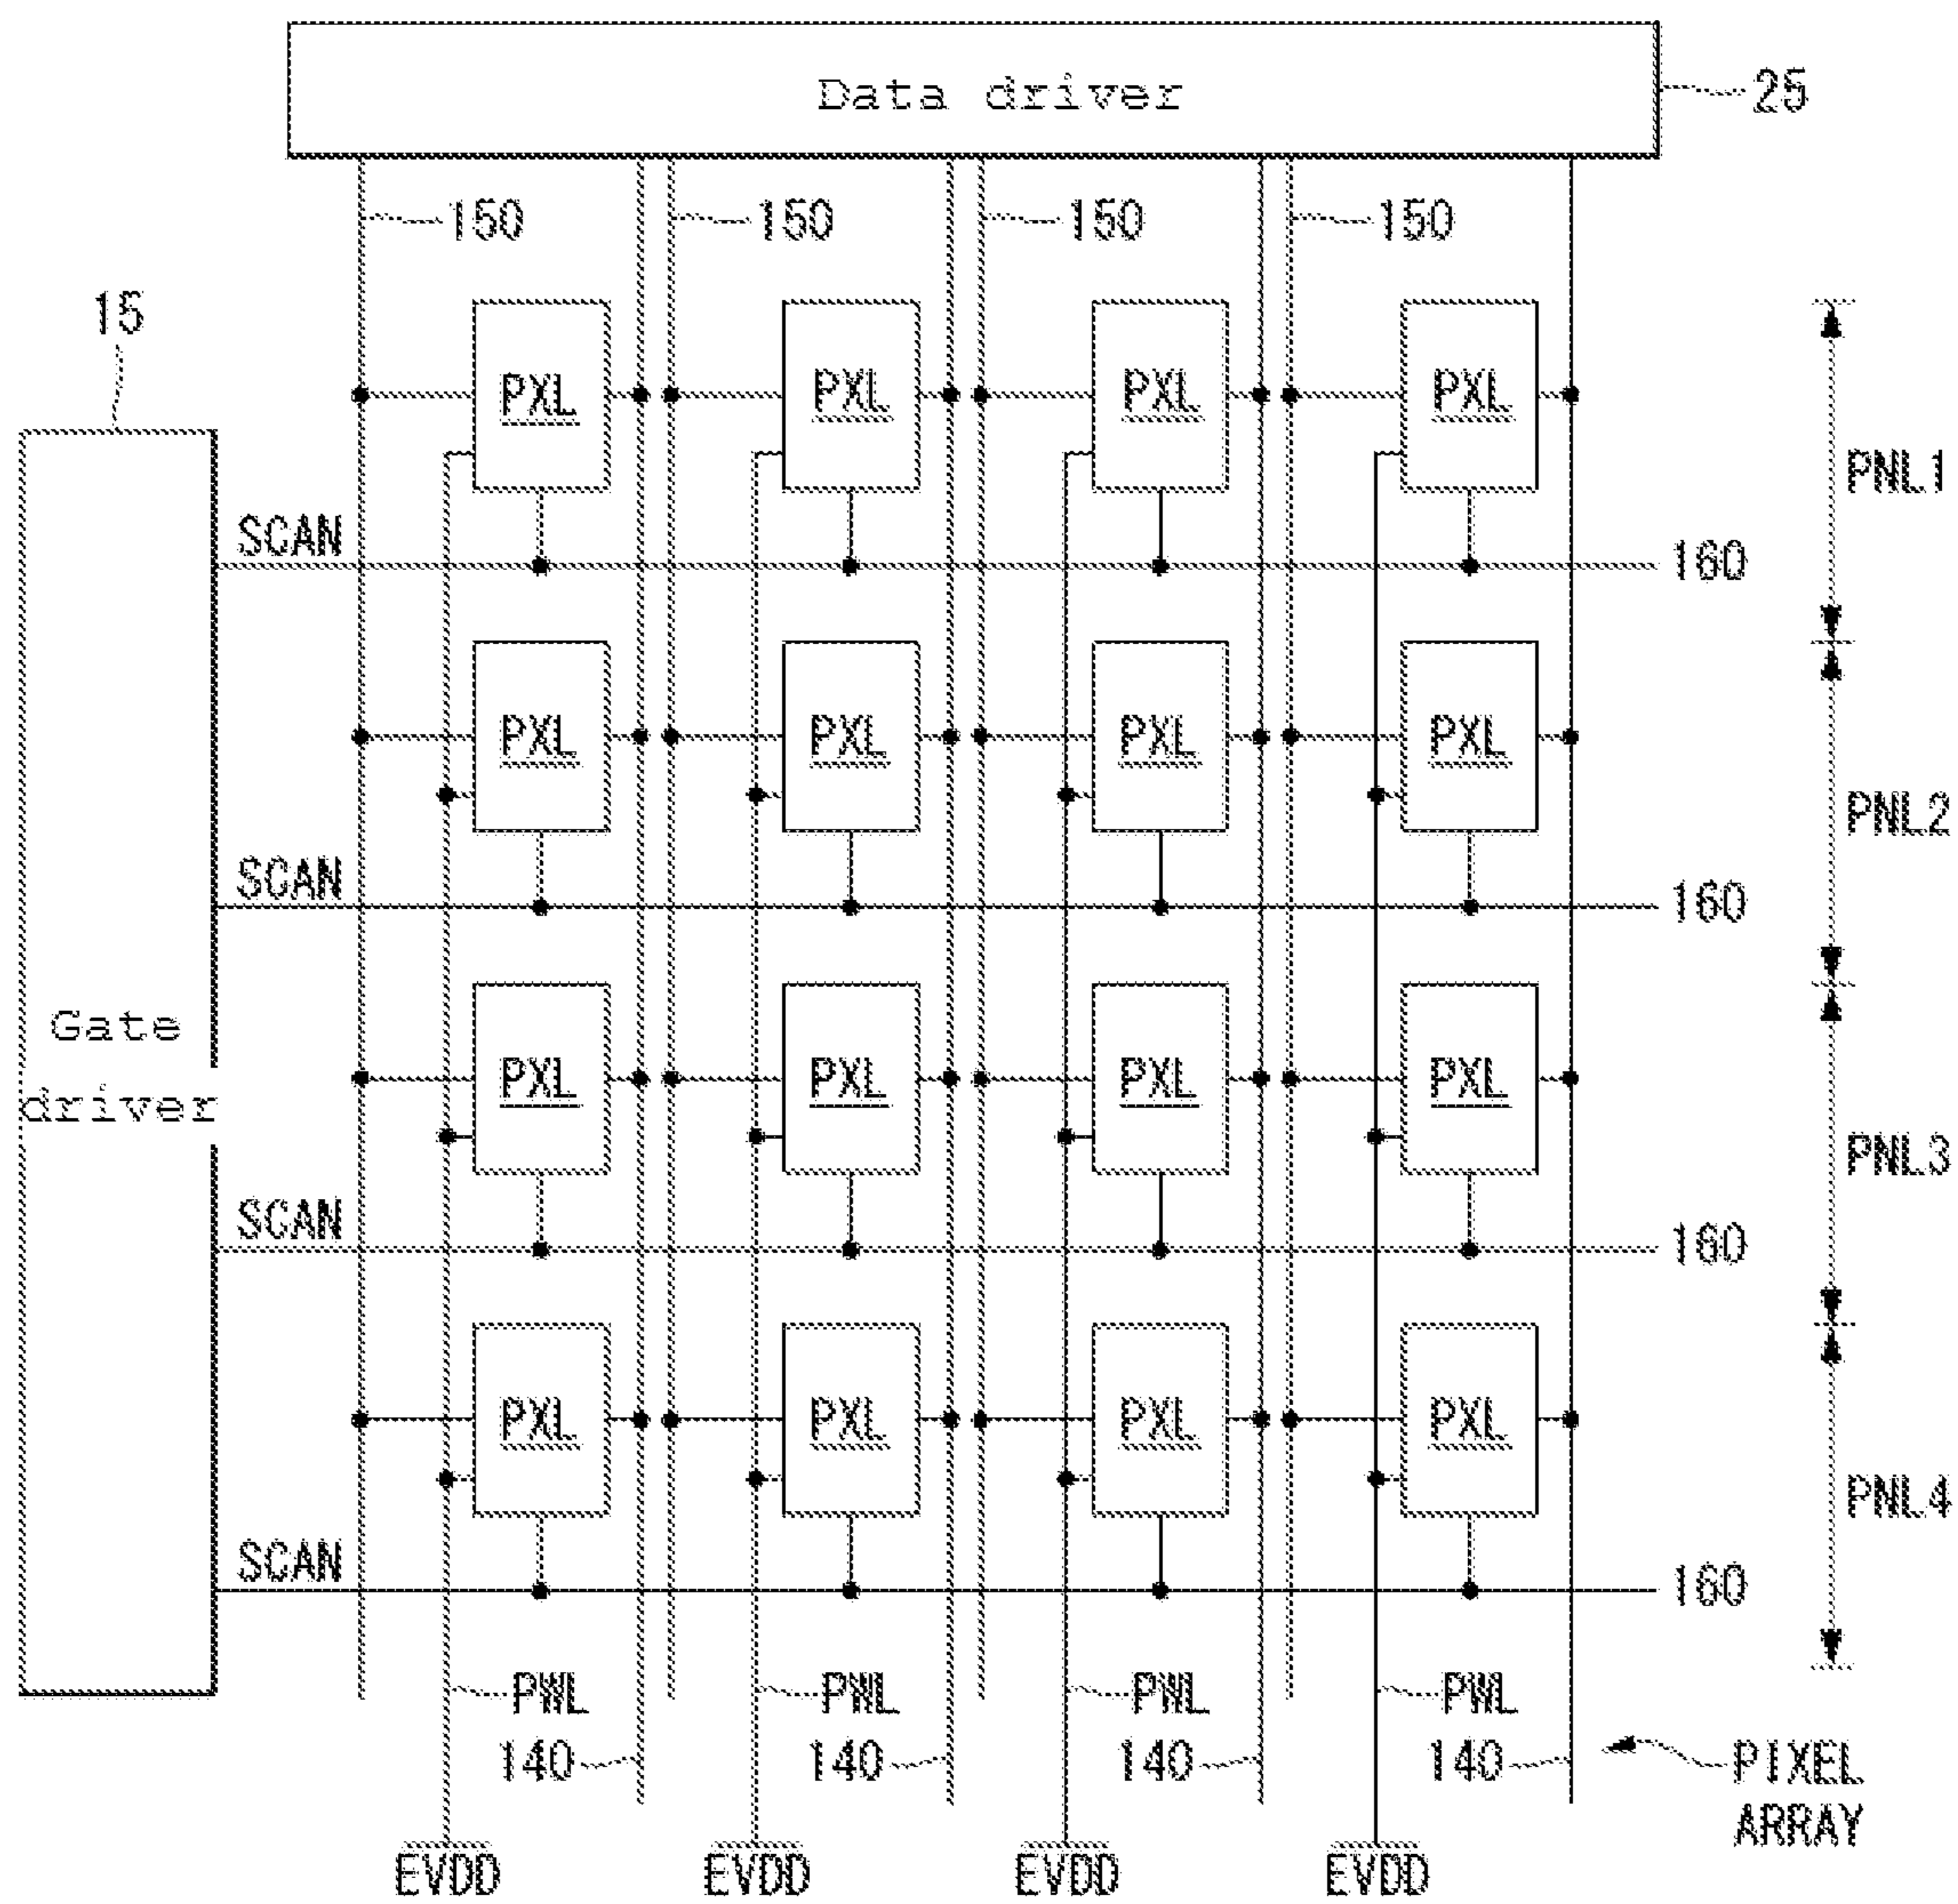 Data driver
25
150 150 150 150
15
PXL PXL PXL PXL
PNL1
SCAN 160
PXL PXL PXL PXL
PNL2
SCAN 160
Gate
driver
PXL PXL PXL PXL
PNL3
SCAN 160
PXL PXL PXL PXL
PNL4
SCAN 160
PWL PWL PWL PWL
140 140 140 140
PIXEL
ARRAY
EVDD EVDD EVDD EVDD